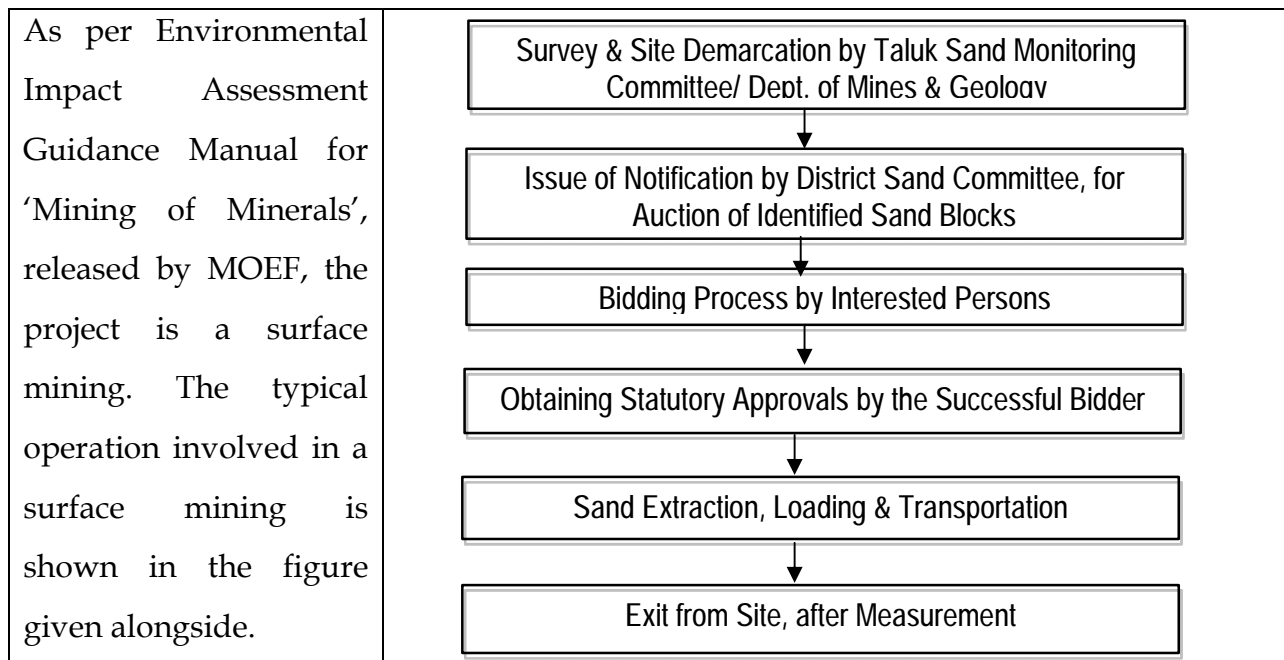 As per Environmental
Impact Assessment
Guidance Manual for
‘Mining of Minerals’,
released by MOEF, the
project is a surface
mining. The typical
operation involved in a
surface mining is
shown in the figure
given alongside.
Survey & Site Demarcation by Taluk Sand Monitoring
Committee/ Dept. of Mines & Geology
Issue of Notification by District Sand Committee, for
Auction of Identified Sand Blocks
Bidding Process by Interested Persons
Obtaining Statutory Approvals by the Successful Bidder
Sand Extraction, Loading & Transportation
Exit from Site, after Measurement